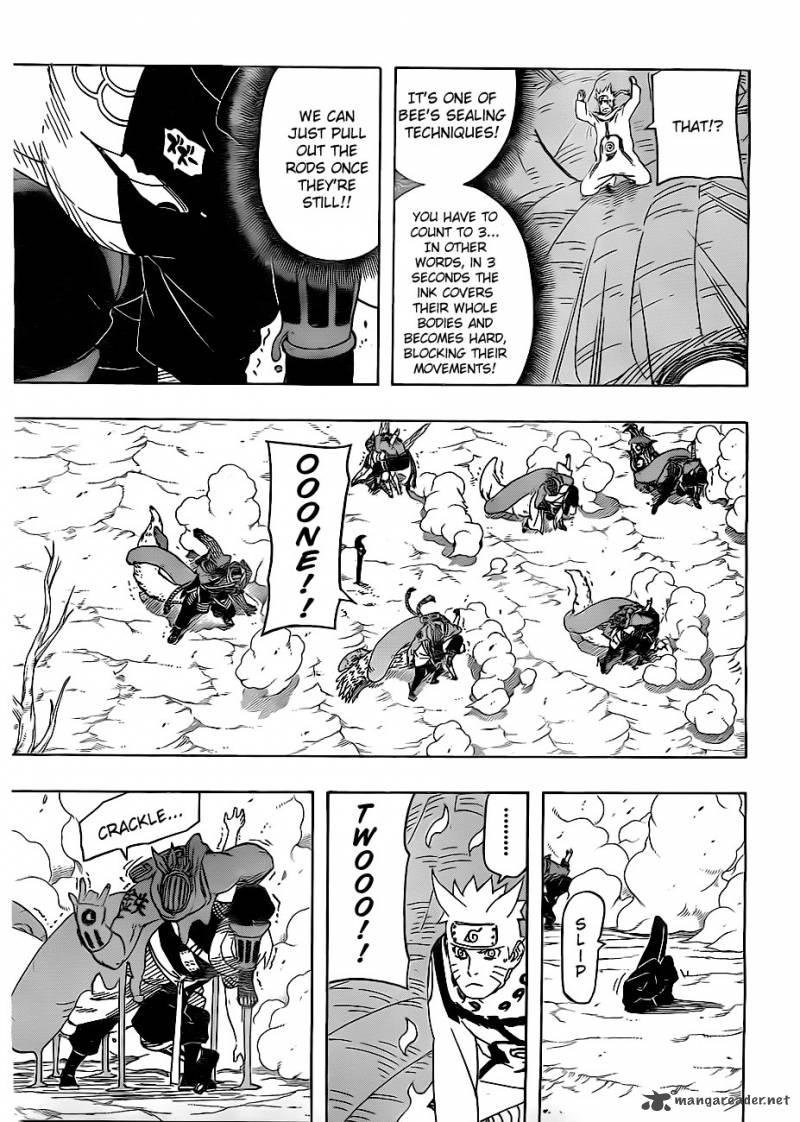 THAT!?
IT'S ONE OF
BEE'S SEALING
TECHNIQUES!
YOU HAVE TO
COUNT TO 3...
IN OTHER
WORDS, IN 3
SECONDS THE
INK COVERS
THEIR WHOLE
BODIES AND
BECOMES HARD,
BLOCKING THEIR
MOVEMENTS!
WE CAN
JUST PULL
OUT THE
RODS ONCE
THEY'RE
STILL!!
OOONE!!
SLIP
.........
TWOOO!!
CRACKLE...
mangareader.net